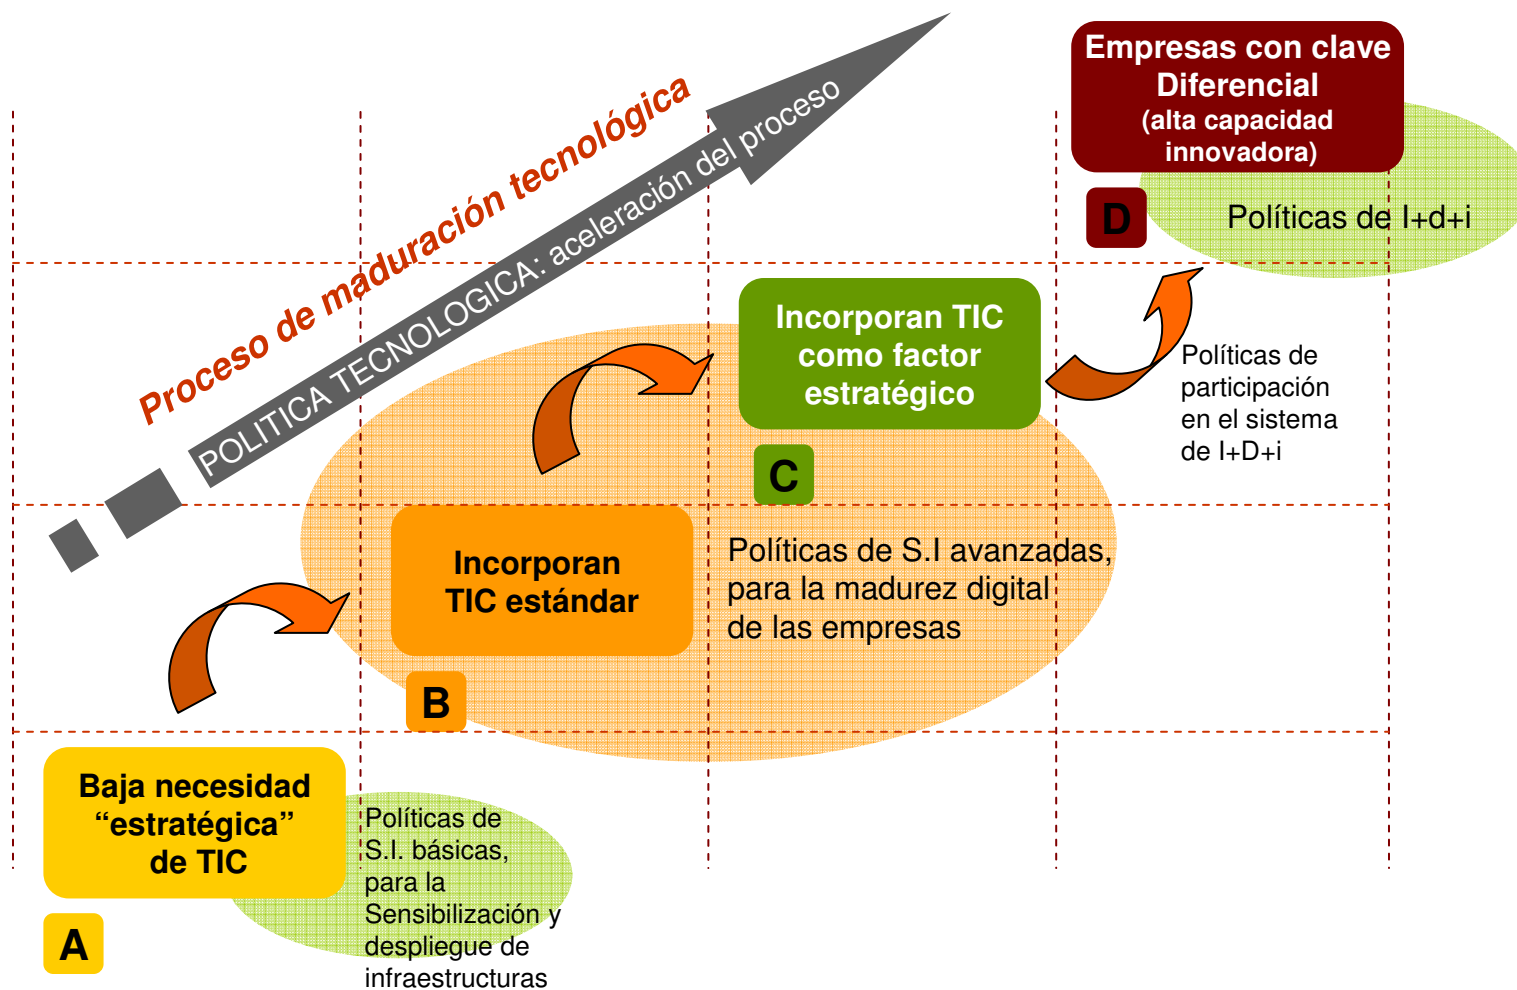 Proceso de maduración tecnológica
POLITICA TECNOLOGICA: aceleración del proceso
Empresas con clave
Diferencial
(alta capacidad
innovadora)
D
Políticas de I+d+i
Incorporan TIC
como factor
estratégico
C
Políticas de
participación
en el sistema
de I+D+i
Incorporan
TIC estándar
B
Políticas de S.I avanzadas,
para la madurez digital
de las empresas
Baja necesidad
“estratégica”
de TIC
A
Políticas de
S.I. básicas,
para la
Sensibilización y
despliegue de
infraestructuras